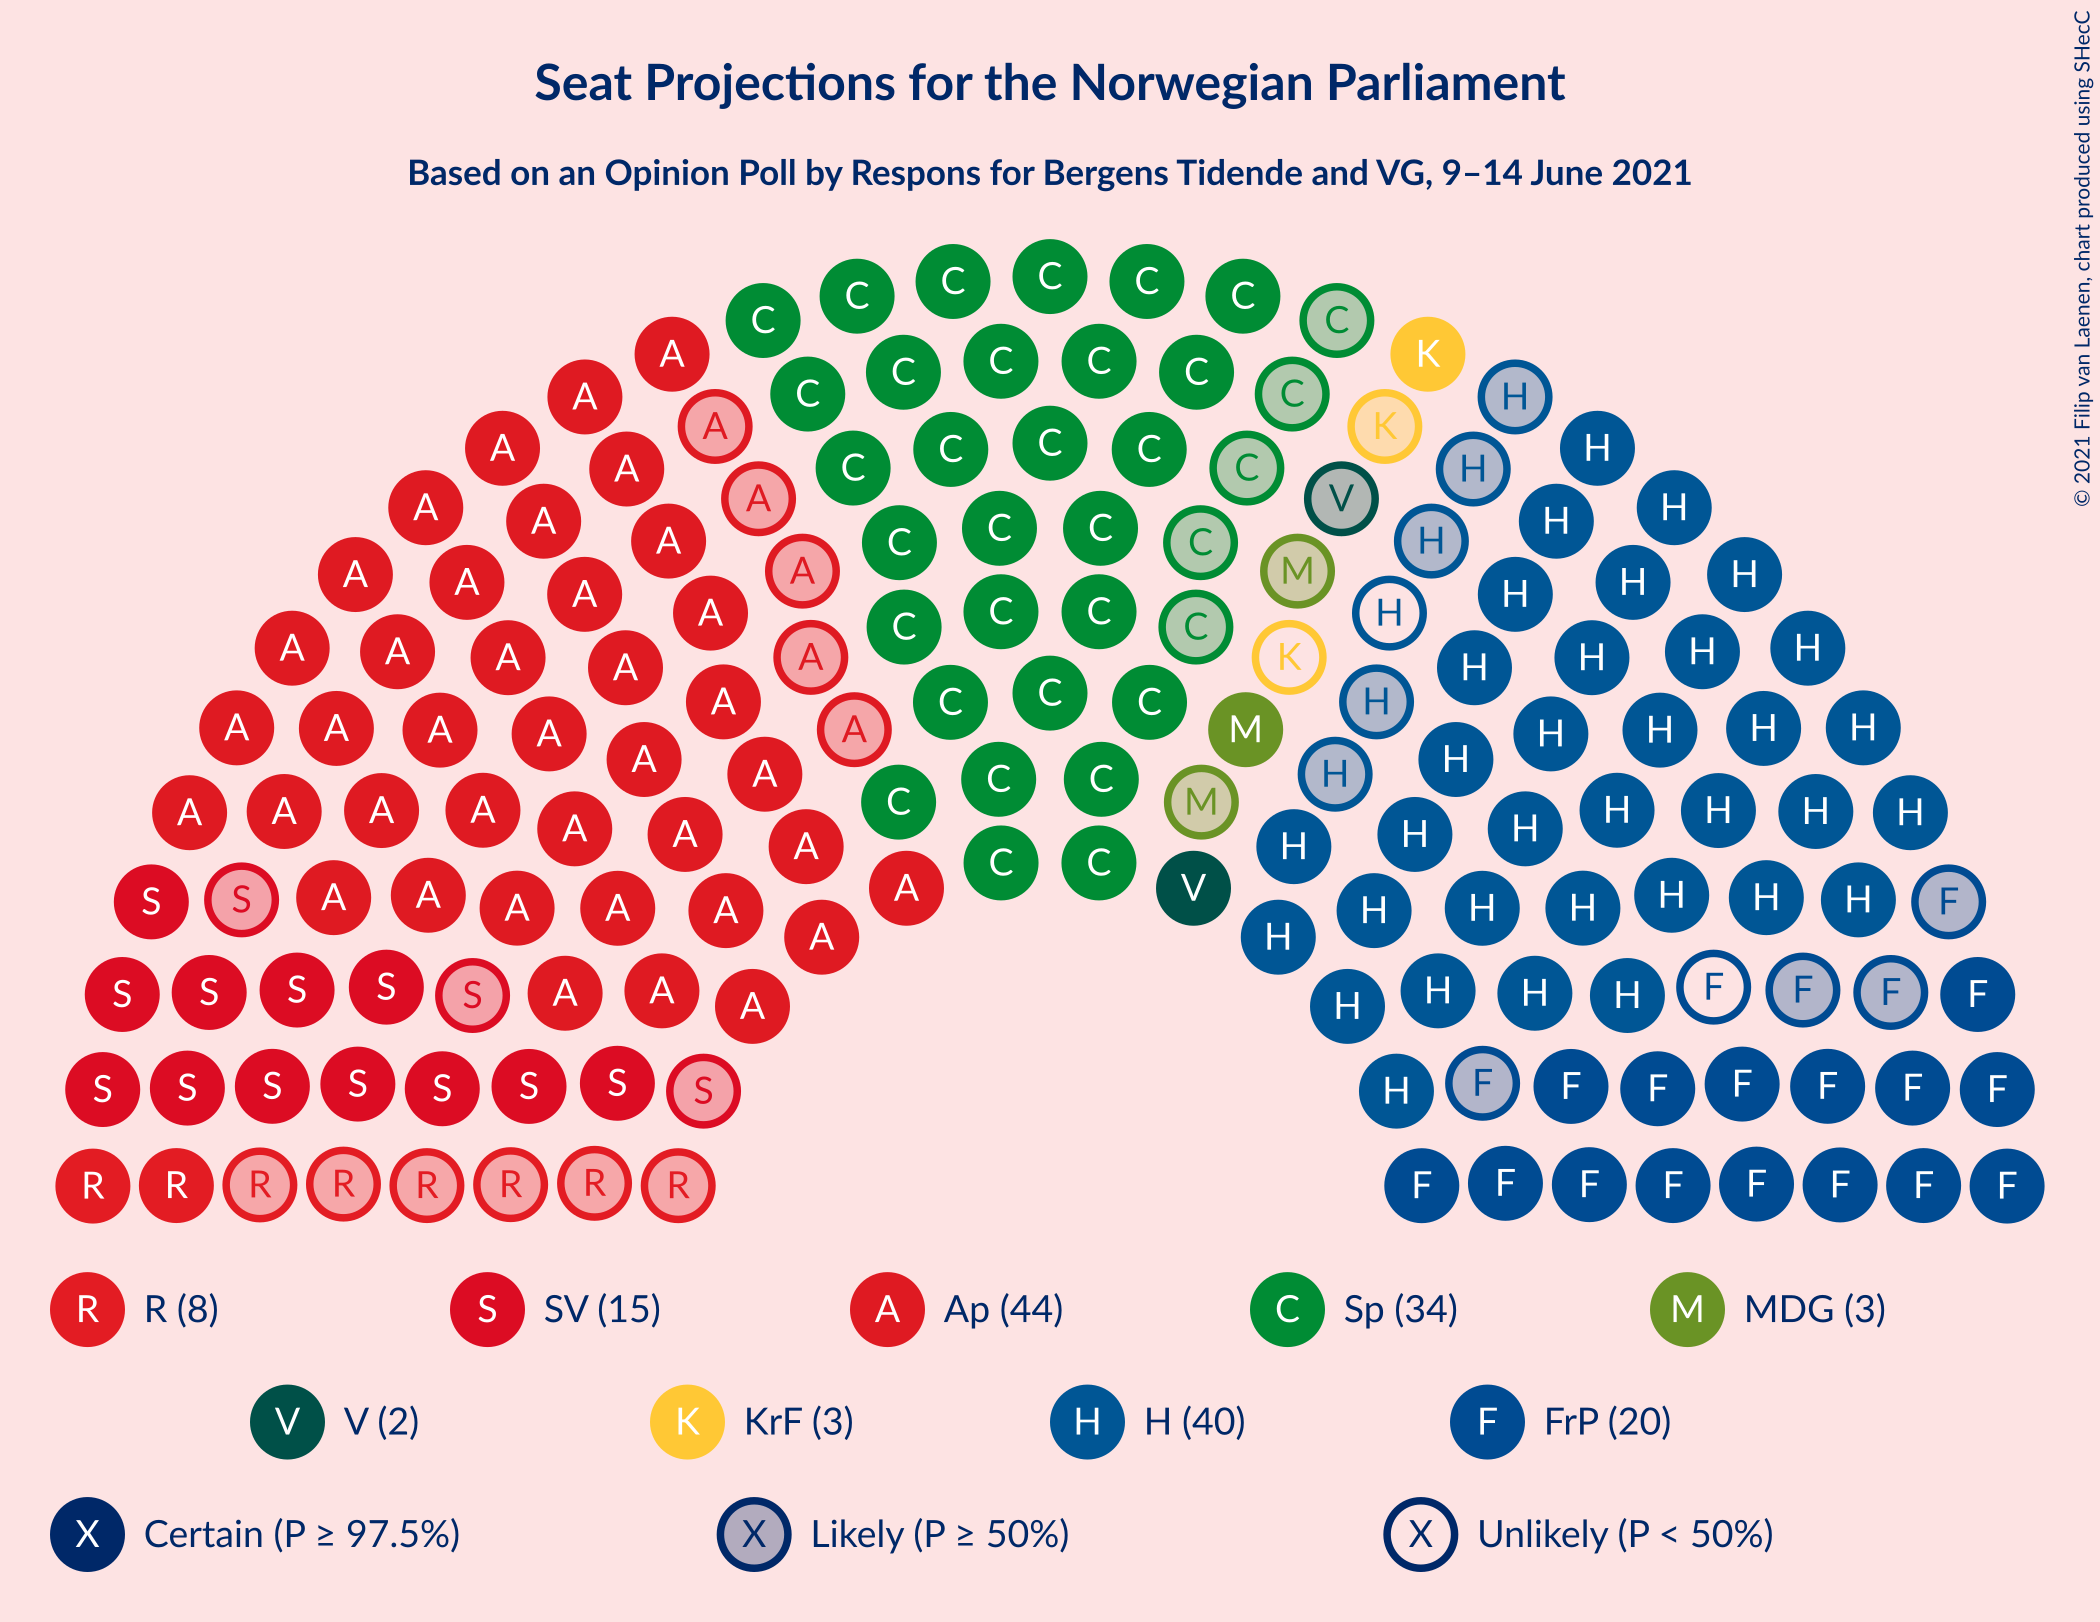 Seat Projections for the Norwegian Parliament
Based on an Opinion Poll by Respons for Bergens Tidende and VG, 9–14 June 2021
© 2021 Filip van Laenen, chart produced using SHecC
C C C C C C C
A C C C C C C K
A A C C C C C V K H
A A A C C C C M H H
A A A A C C C C K H H H
A A A A A C C C M H H H H
A A A A A A C C C M H H H H H
A A A A A A A C C V H H H H H H
A A A A A A A A H H H H H H H H
S S A A A A A A H H H H H H H F
S S S S S A A A H H H H F F F F
S S S S S S S S H F F F F F F F
R R R R R R R R F F F F F F F F
R R (8) S SV (15) A Ap (44) C Sp (34) M MDG (3)
V V (2) K KrF (3) H H (40) F FrP (20)
X Certain (P ≥ 97.5%) X Likely (P ≥ 50%) X Unlikely (P < 50%)